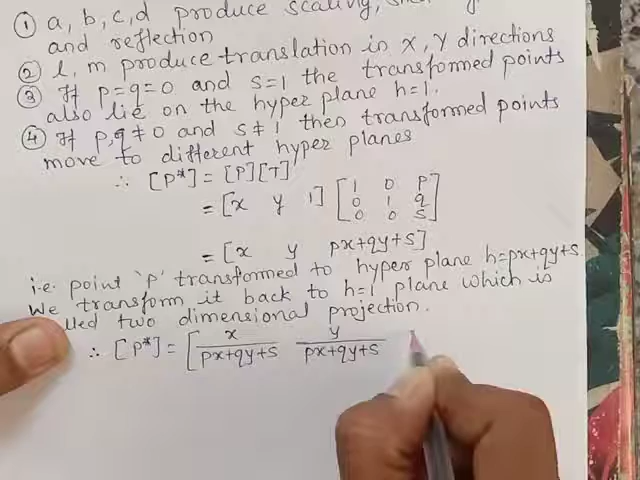 ① a, b, c, d produce scaling,
and reflection
② l, m produce translation in x, y directions
③ If p=q=0 and s=1 the transformed points
also lie on the hyper plane h=1.
④ If p,q ≠ 0 and s ≠ 1 then transformed points
move to different hyper planes
∴ [P*] = [P][T]
= [x y 1] [1 0 p
0 1 q
0 0 s]
= [x y px+qy+s]
i.e. point 'p' transformed to hyper plane h=px+qy+s.
We transform it back to h=1 plane which is
lled two dimensional projection.
∴ [P*] = [x/px+qy+s y/px+qy+s